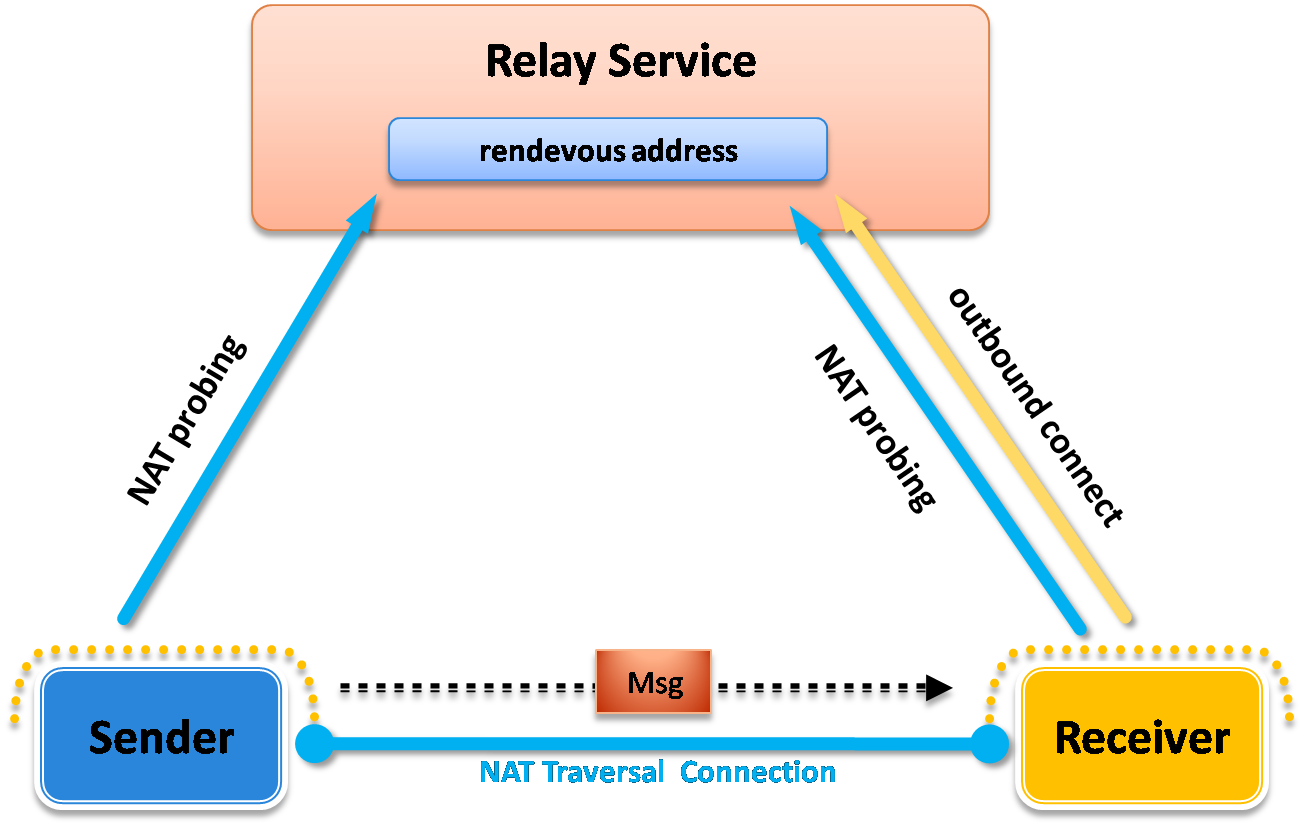 Relay Service
rendevous address
NAT probing
NAT probing
outbound connect
Msg
Sender
Receiver
NAT Traversal Connection